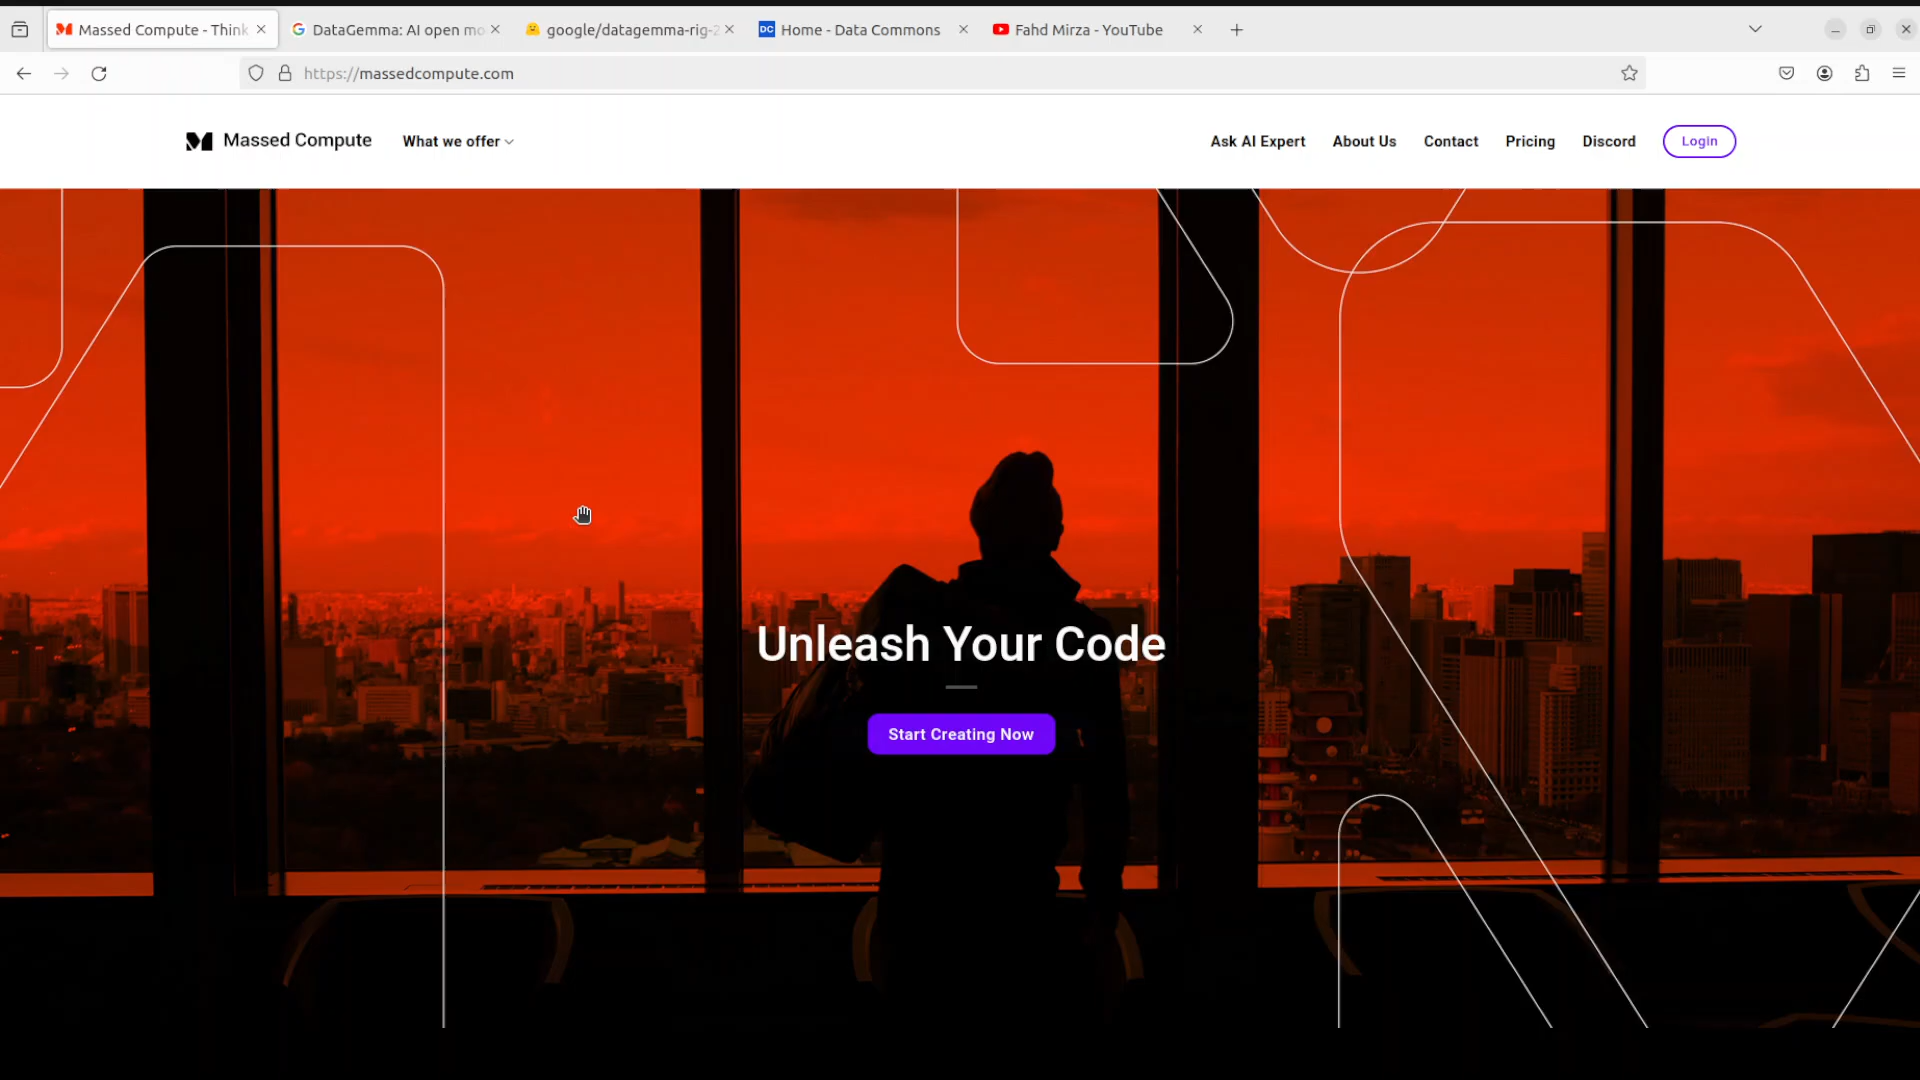 Massed Compute - Think
DataGemma: AI open mo
google/datagemma-rig-2
DC Home - Data Commons
Fahd Mirza - YouTube
https://massedcompute.com
Massed Compute
What we offer
Ask AI Expert
About Us
Contact
Pricing
Discord
Login
Unleash Your Code
Start Creating Now